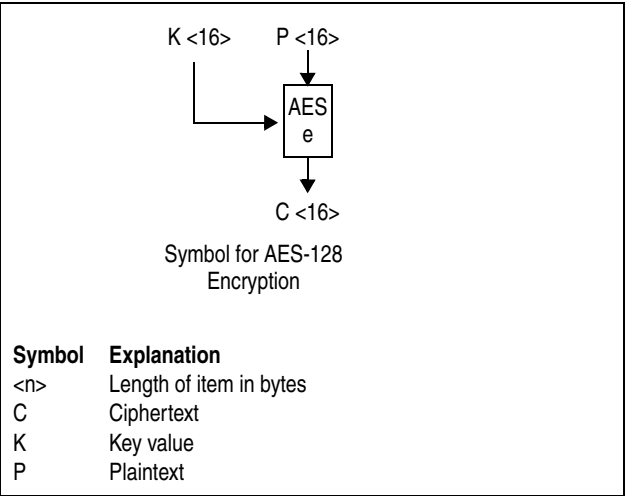 K <16> P <16>
AES
e
C <16>
Symbol for AES-128
Encryption
Symbol Explanation
<n> Length of item in bytes
C Ciphertext
K Key value
P Plaintext